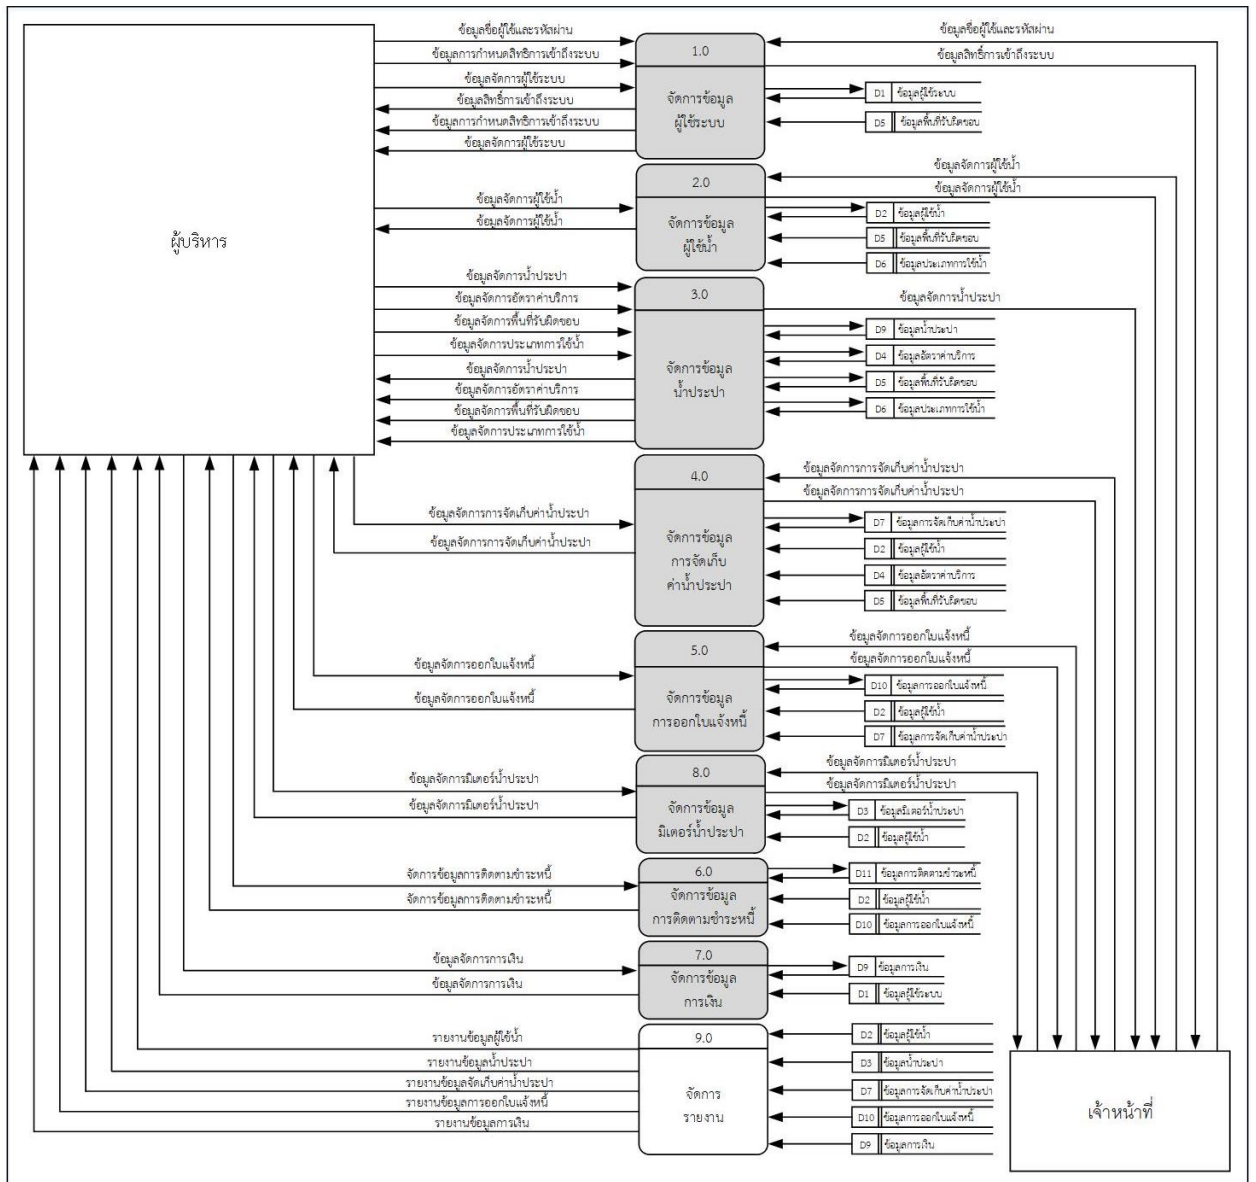 ผู้บริหาร
ข้อมูลชื่อผู้ใช้และรหัสผ่าน
ข้อมูลการกำหนดสิทธิการเข้าถึงระบบ
ข้อมูลจัดการผู้ใช้ระบบ
ข้อมูลสิทธิ์การเข้าถึงระบบ
ข้อมูลการกำหนดสิทธิการเข้าถึงระบบ
ข้อมูลจัดการผู้ใช้ระบบ
1.0
จัดการข้อมูล
ผู้ใช้ระบบ
ข้อมูลชื่อผู้ใช้และรหัสผ่าน
ข้อมูลสิทธิ์การเข้าถึงระบบ
D1 ข้อมูลผู้ใช้ระบบ
D5 ข้อมูลพื้นที่รับผิดชอบ
ข้อมูลจัดการผู้ใช้น้ำ
ข้อมูลจัดการผู้ใช้น้ำ
2.0
จัดการข้อมูล
ผู้ใช้น้ำ
ข้อมูลจัดการผู้ใช้น้ำ
ข้อมูลจัดการผู้ใช้น้ำ
D2 ข้อมูลผู้ใช้น้ำ
D5 ข้อมูลพื้นที่รับผิดชอบ
D6 ข้อมูลประเภทการใช้น้ำ
ข้อมูลจัดการน้ำประปา
ข้อมูลจัดการอัตราค่าบริการ
ข้อมูลจัดการพื้นที่รับผิดชอบ
ข้อมูลจัดการประเภทการใช้น้ำ
ข้อมูลจัดการน้ำประปา
ข้อมูลจัดการอัตราค่าบริการ
ข้อมูลจัดการพื้นที่รับผิดชอบ
ข้อมูลจัดการประเภทการใช้น้ำ
3.0
จัดการข้อมูล
น้ำประปา
ข้อมูลจัดการน้ำประปา
D9 ข้อมูลน้ำประปา
D4 ข้อมูลอัตราค่าบริการ
D5 ข้อมูลพื้นที่รับผิดชอบ
D6 ข้อมูลประเภทการใช้น้ำ
ข้อมูลจัดการการจัดเก็บค่าน้ำประปา
ข้อมูลจัดการการจัดเก็บค่าน้ำประปา
4.0
จัดการข้อมูล
การจัดเก็บ
ค่าน้ำประปา
ข้อมูลจัดการการจัดเก็บค่าน้ำประปา
ข้อมูลจัดการการจัดเก็บค่าน้ำประปา
D7 ข้อมูลการจัดเก็บค่าน้ำประปา
D2 ข้อมูลผู้ใช้น้ำ
D4 ข้อมูลอัตราค่าบริการ
D5 ข้อมูลพื้นที่รับผิดชอบ
ข้อมูลจัดการออกใบแจ้งหนี้
ข้อมูลจัดการออกใบแจ้งหนี้
5.0
จัดการข้อมูล
การออกใบแจ้งหนี้
ข้อมูลจัดการออกใบแจ้งหนี้
ข้อมูลจัดการออกใบแจ้งหนี้
D10 ข้อมูลการออกใบแจ้งหนี้
D2 ข้อมูลผู้ใช้น้ำ
D7 ข้อมูลการจัดเก็บค่าน้ำประปา
ข้อมูลจัดการมิเตอร์น้ำประปา
ข้อมูลจัดการมิเตอร์น้ำประปา
8.0
จัดการข้อมูล
มิเตอร์น้ำประปา
ข้อมูลจัดการมิเตอร์น้ำประปา
ข้อมูลจัดการมิเตอร์น้ำประปา
D3 ข้อมูลมิเตอร์น้ำประปา
D2 ข้อมูลผู้ใช้น้ำ
จัดการข้อมูลการติดตามชำระหนี้
จัดการข้อมูลการติดตามชำระหนี้
6.0
จัดการข้อมูล
การติดตามชำระหนี้
D11 ข้อมูลการติดตามชำระหนี้
D2 ข้อมูลผู้ใช้น้ำ
D10 ข้อมูลการออกใบแจ้งหนี้
ข้อมูลจัดการการเงิน
ข้อมูลจัดการการเงิน
7.0
จัดการข้อมูล
การเงิน
D9 ข้อมูลการเงิน
D1 ข้อมูลผู้ใช้ระบบ
รายงานข้อมูลผู้ใช้น้ำ
รายงานข้อมูลน้ำประปา
รายงานข้อมูลจัดเก็บค่าน้ำประปา
รายงานข้อมูลการออกใบแจ้งหนี้
รายงานข้อมูลการเงิน
9.0
จัดการ
รายงาน
D2 ข้อมูลผู้ใช้น้ำ
D3 ข้อมูลน้ำประปา
D7 ข้อมูลการจัดเก็บค่าน้ำประปา
D10 ข้อมูลการออกใบแจ้งหนี้
D9 ข้อมูลการเงิน
เจ้าหน้าที่